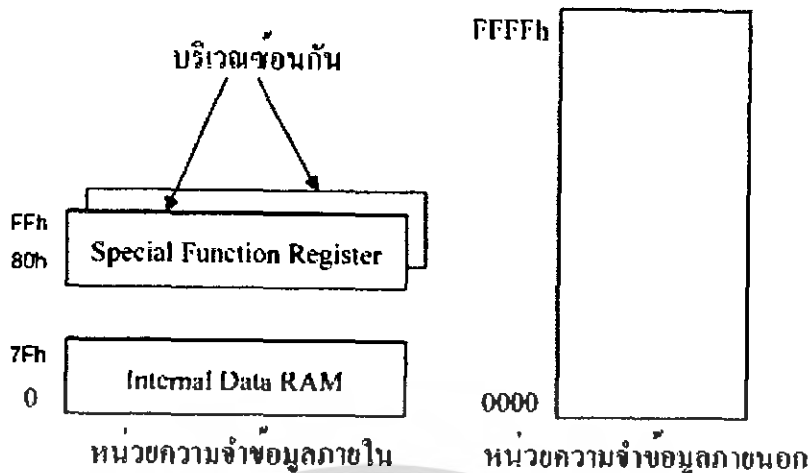 บริเวณซ้อนกัน
FFh
80h
Special Function Register
7Fh
0
Internal Data RAM
หน่วยความจำข้อมูลภายใน
FFFFh
0000
หน่วยความจำข้อมูลภายนอก